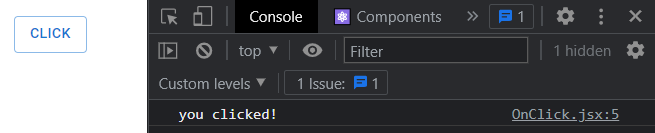 CLICK
Console Components » 1
top Filter 1 hidden
Custom levels 1 Issue: 1
you clicked! OnClick.jsx:5